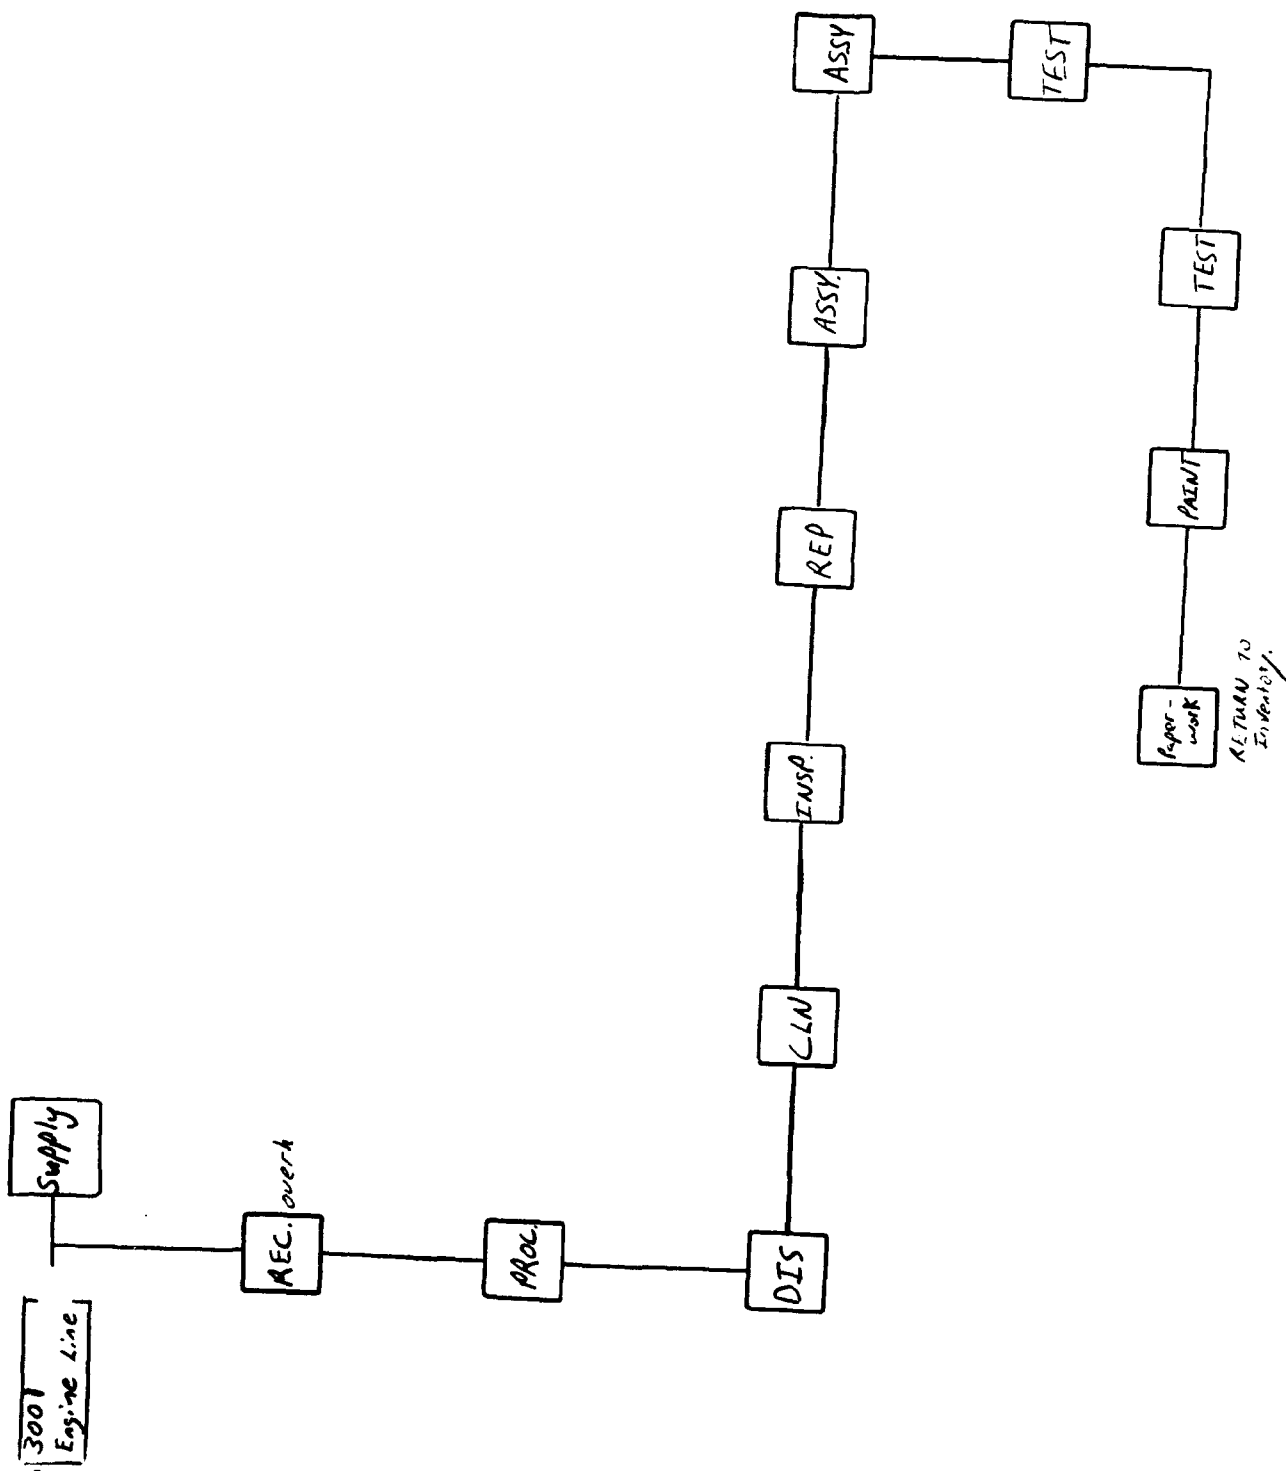 3001
Engine Line
Supply
REC.
overh
PROC.
DIS
CLN
INSP.
REP
ASSY.
ASSY
TEST
TEST
PAINT
Paper-
work
RETURN TO
Inventory.